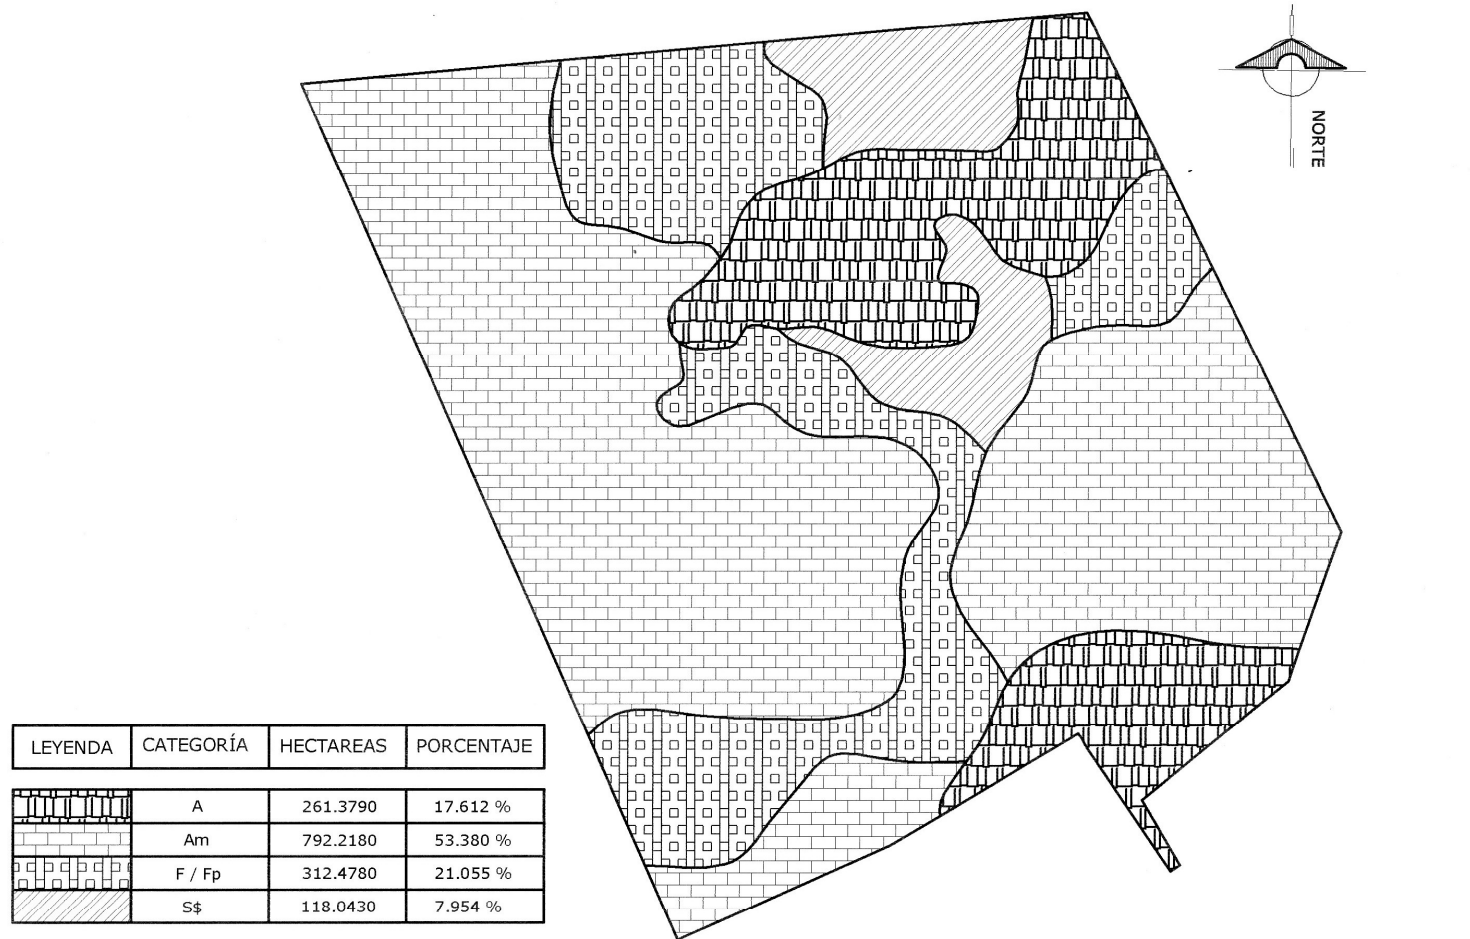 NORTE
LEYENDA CATEGORÍA HECTAREAS PORCENTAJE
A 261.3790 17.612 %
Am 792.2180 53.380 %
F / Fp 312.4780 21.055 %
S$ 118.0430 7.954 %